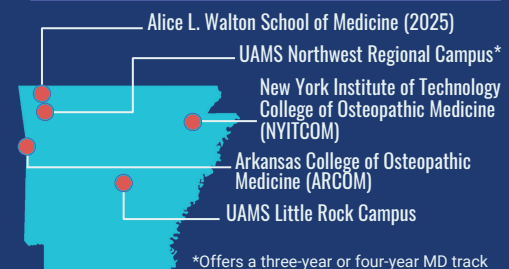 Alice L. Walton School of Medicine (2025)
UAMS Northwest Regional Campus*
New York Institute of Technology
College of Osteopathic Medicine
(NYITCOM)
Arkansas College of Osteopathic
Medicine (ARCOM)
UAMS Little Rock Campus
*Offers a three-year or four-year MD track